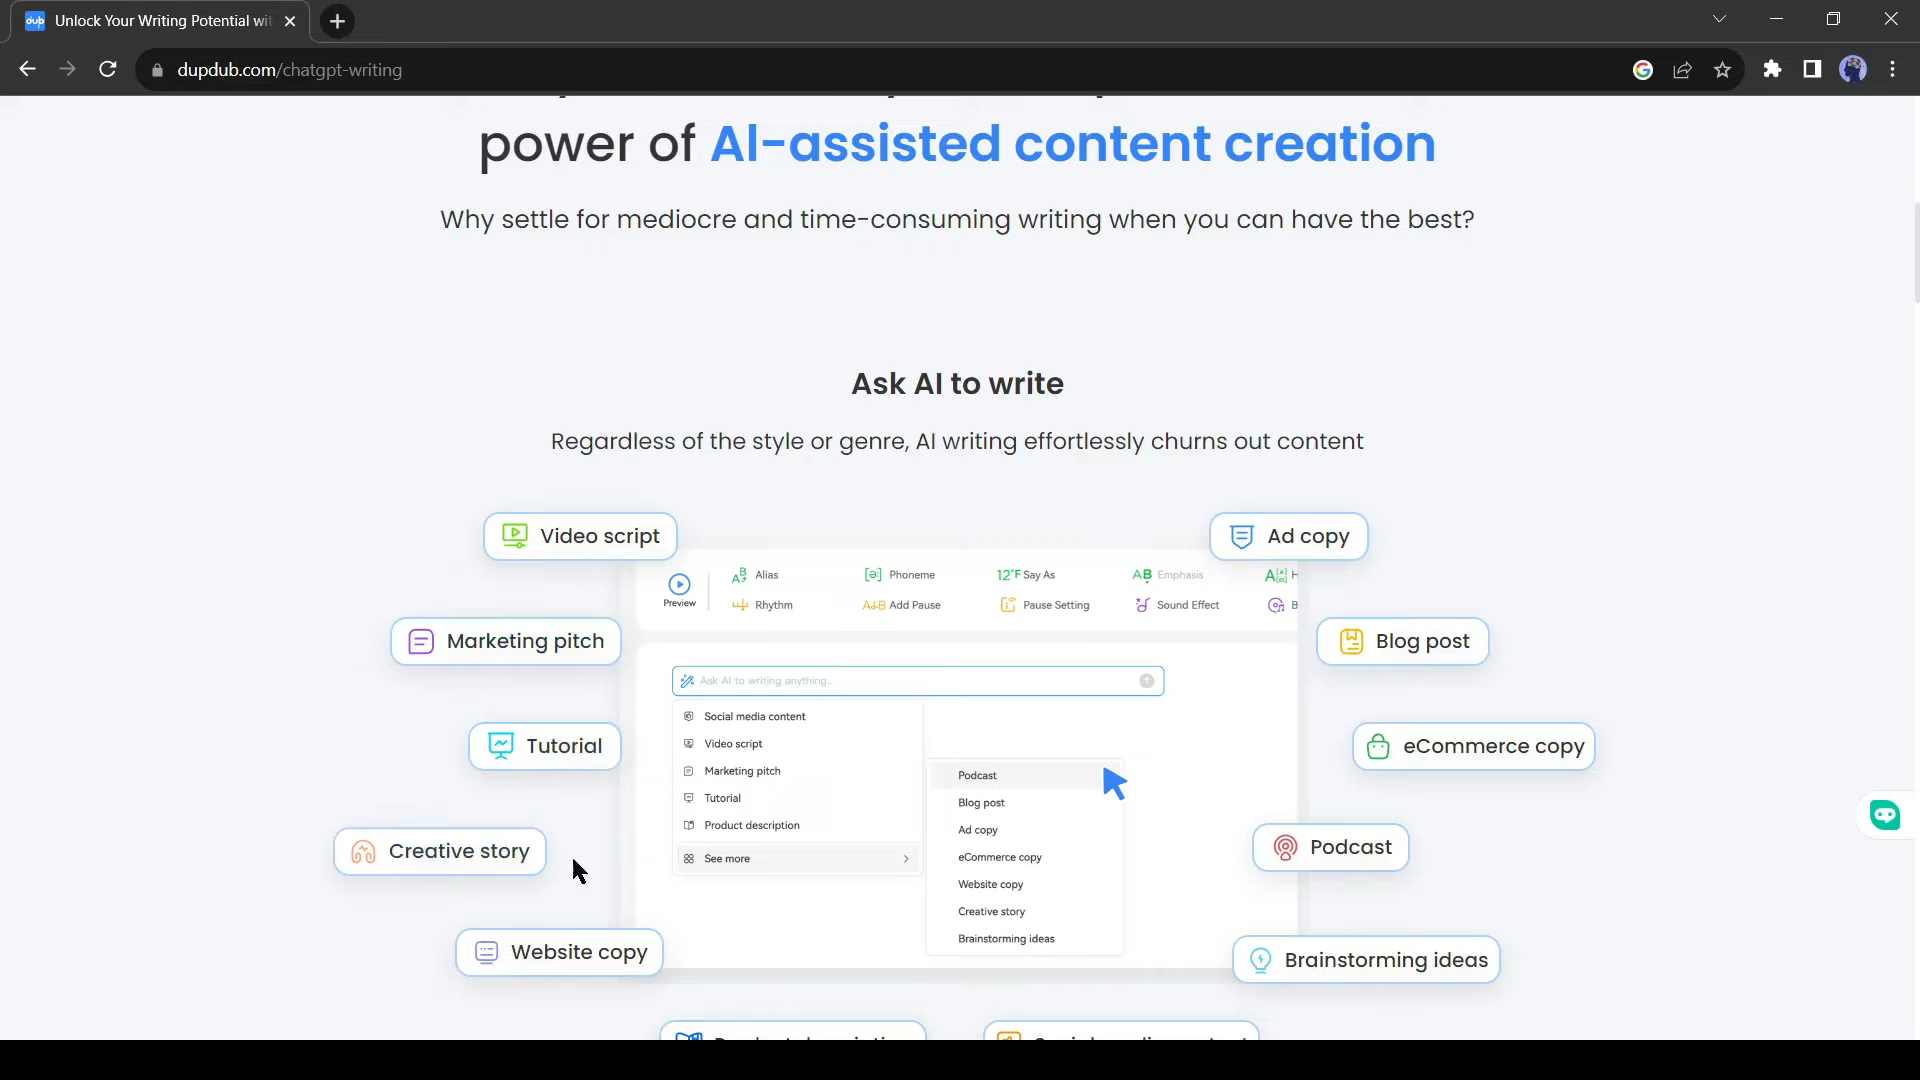 Unlock Your Writing Potential wit
dupdub.com/chatgpt-writing
power of AI-assisted content creation
Why settle for mediocre and time-consuming writing when you can have the best?
Ask AI to write
Regardless of the style or genre, AI writing effortlessly churns out content
Video script
Ad copy
Preview
Alias
Phoneme
12°F Say As
Emphasis
Rhythm
Add Pause
Pause Setting
Sound Effect
Marketing pitch
Blog post
Ask AI to writing anything..
Social media content
Video script
Marketing pitch
Tutorial
Product description
See more
Podcast
Blog post
Ad copy
eCommerce copy
Website copy
Creative story
Brainstorming ideas
Tutorial
eCommerce copy
Creative story
Podcast
Website copy
Brainstorming ideas